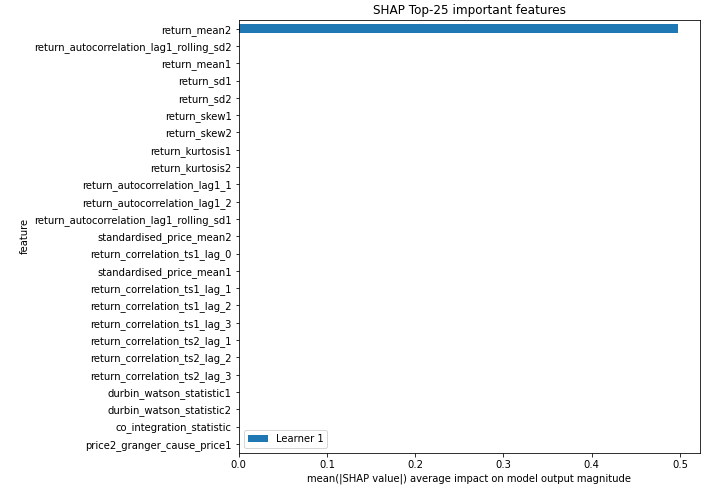 SHAP Top-25 important features
return_mean2
return_autocorrelation_lag1_rolling_sd2
return_mean1
return_sd1
return_sd2
return_skew1
return_skew2
return_kurtosis1
return_kurtosis2
return_autocorrelation_lag1_1
return_autocorrelation_lag1_2
return_autocorrelation_lag1_rolling_sd1
standardised_price_mean2
return_correlation_ts1_lag_0
standardised_price_mean1
return_correlation_ts1_lag_1
return_correlation_ts1_lag_2
return_correlation_ts1_lag_3
return_correlation_ts2_lag_1
return_correlation_ts2_lag_2
return_correlation_ts2_lag_3
durbin_watson_statistic1
durbin_watson_statistic2
co_integration_statistic
price2_granger_cause_price1
feature
Learner 1
0.0 0.1 0.2 0.3 0.4 0.5
mean(|SHAP value|) average impact on model output magnitude